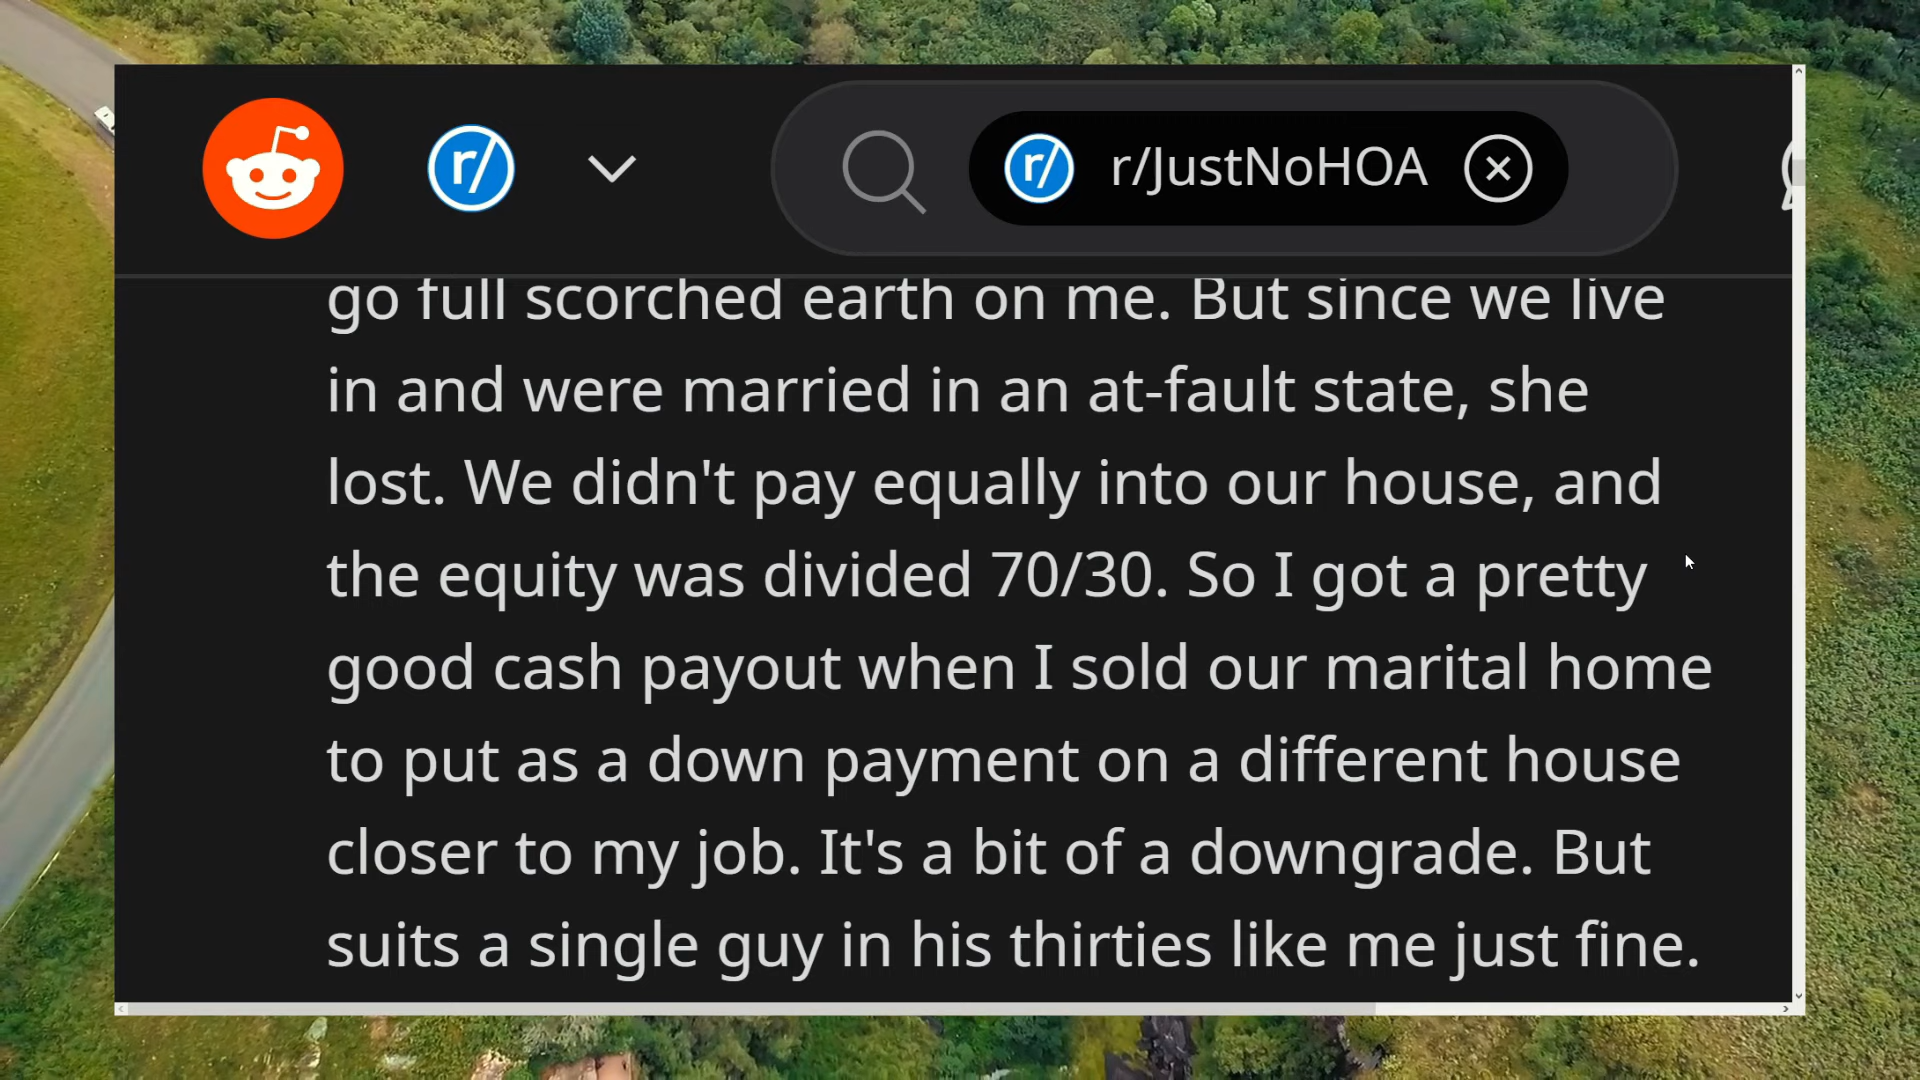 r/
r/ r/JustNoHOA
go full scorched earth on me. But since we live
in and were married in an at-fault state, she
lost. We didn't pay equally into our house, and
the equity was divided 70/30. So I got a pretty
good cash payout when I sold our marital home
to put as a down payment on a different house
closer to my job. It's a bit of a downgrade. But
suits a single guy in his thirties like me just fine.